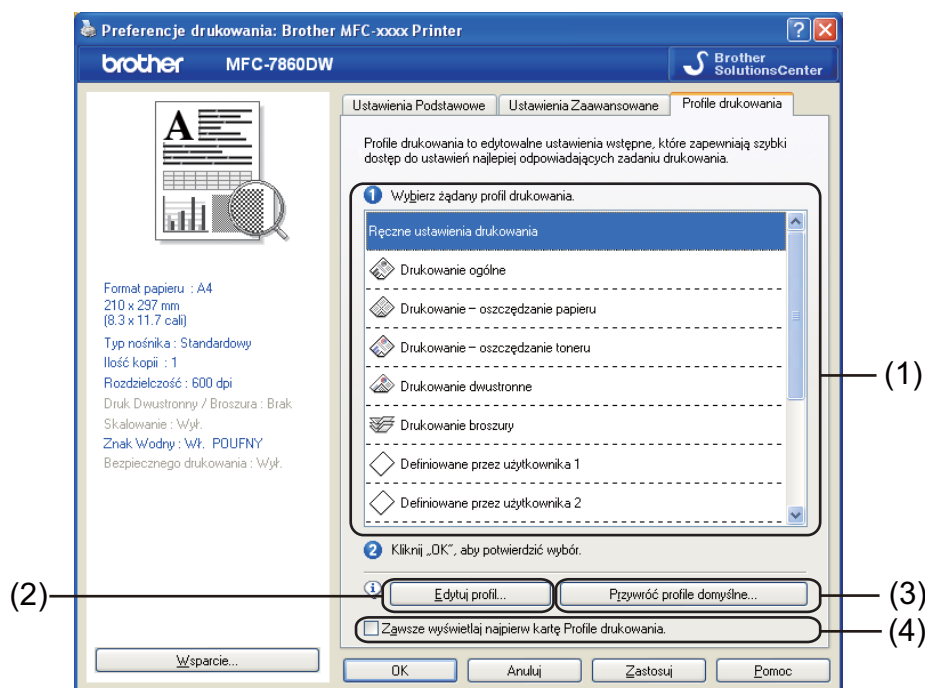 Preferencje drukowania: Brother MFC-xxxx Printer
brother MFC-7860DW
Brother
SolutionsCenter
Ustawienia Podstawowe Ustawienia Zaawansowane Profile drukowania
Profile drukowania to edytowalne ustawienia wstępne, które zapewniają szybki
dostęp do ustawień najlepiej odpowiadających zadaniu drukowania.
1 Wybierz żądany profil drukowania.
Ręczne ustawienia drukowania
Drukowanie ogólne
Drukowanie – oszczędzanie papieru
Drukowanie – oszczędzanie toneru
Drukowanie dwustronne
Drukowanie broszury
Definiowane przez użytkownika 1
Definiowane przez użytkownika 2
(1)
A
Format papieru : A4
210 x 297 mm
(8.3 x 11.7 cali)
Typ nośnika : Standardowy
Ilość kopii : 1
Rozdzielczość : 600 dpi
Druk Dwustronny / Broszura : Brak
Skalowanie : Wył.
Znak Wodny : Wł. POUFNY
Bezpiecznego drukowania : Wył.
2 Kliknij „OK”, aby potwierdzić wybór.
(2) Edytuj profil... Przywróć profile domyślne... (3)
Zawsze wyświetlaj najpierw kartę Profile drukowania. (4)
Wsparcie...
OK Anuluj Zastosuj Pomoc